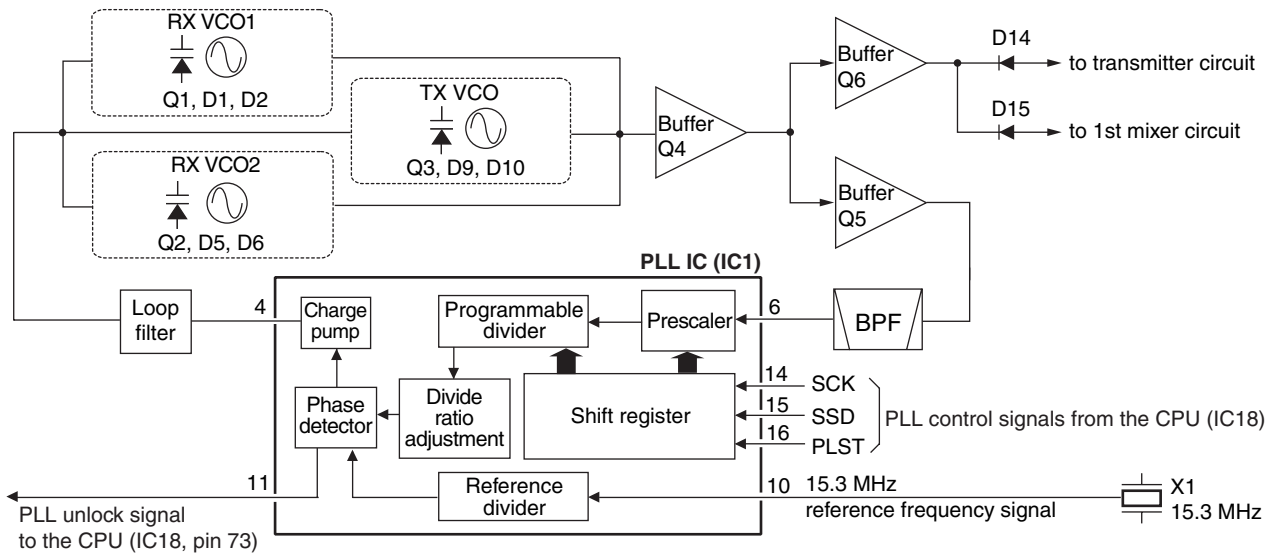 RX VCO1
Q1, D1, D2
TX VCO
Q3, D9, D10
RX VCO2
Q2, D5, D6
Buffer
Q4
Buffer
Q6
Buffer
Q5
D14
to transmitter circuit
D15
to 1st mixer circuit
PLL IC (IC1)
Loop
filter
4
Charge
pump
Programmable
divider
Prescaler
6
BPF
Phase
detector
Divide
ratio
adjustment
Shift register
14
SCK
15
SSD
16
PLST
PLL control signals from the CPU (IC18)
11
PLL unlock signal
to the CPU (IC18, pin 73)
Reference
divider
10
15.3 MHz
reference frequency signal
X1
15.3 MHz